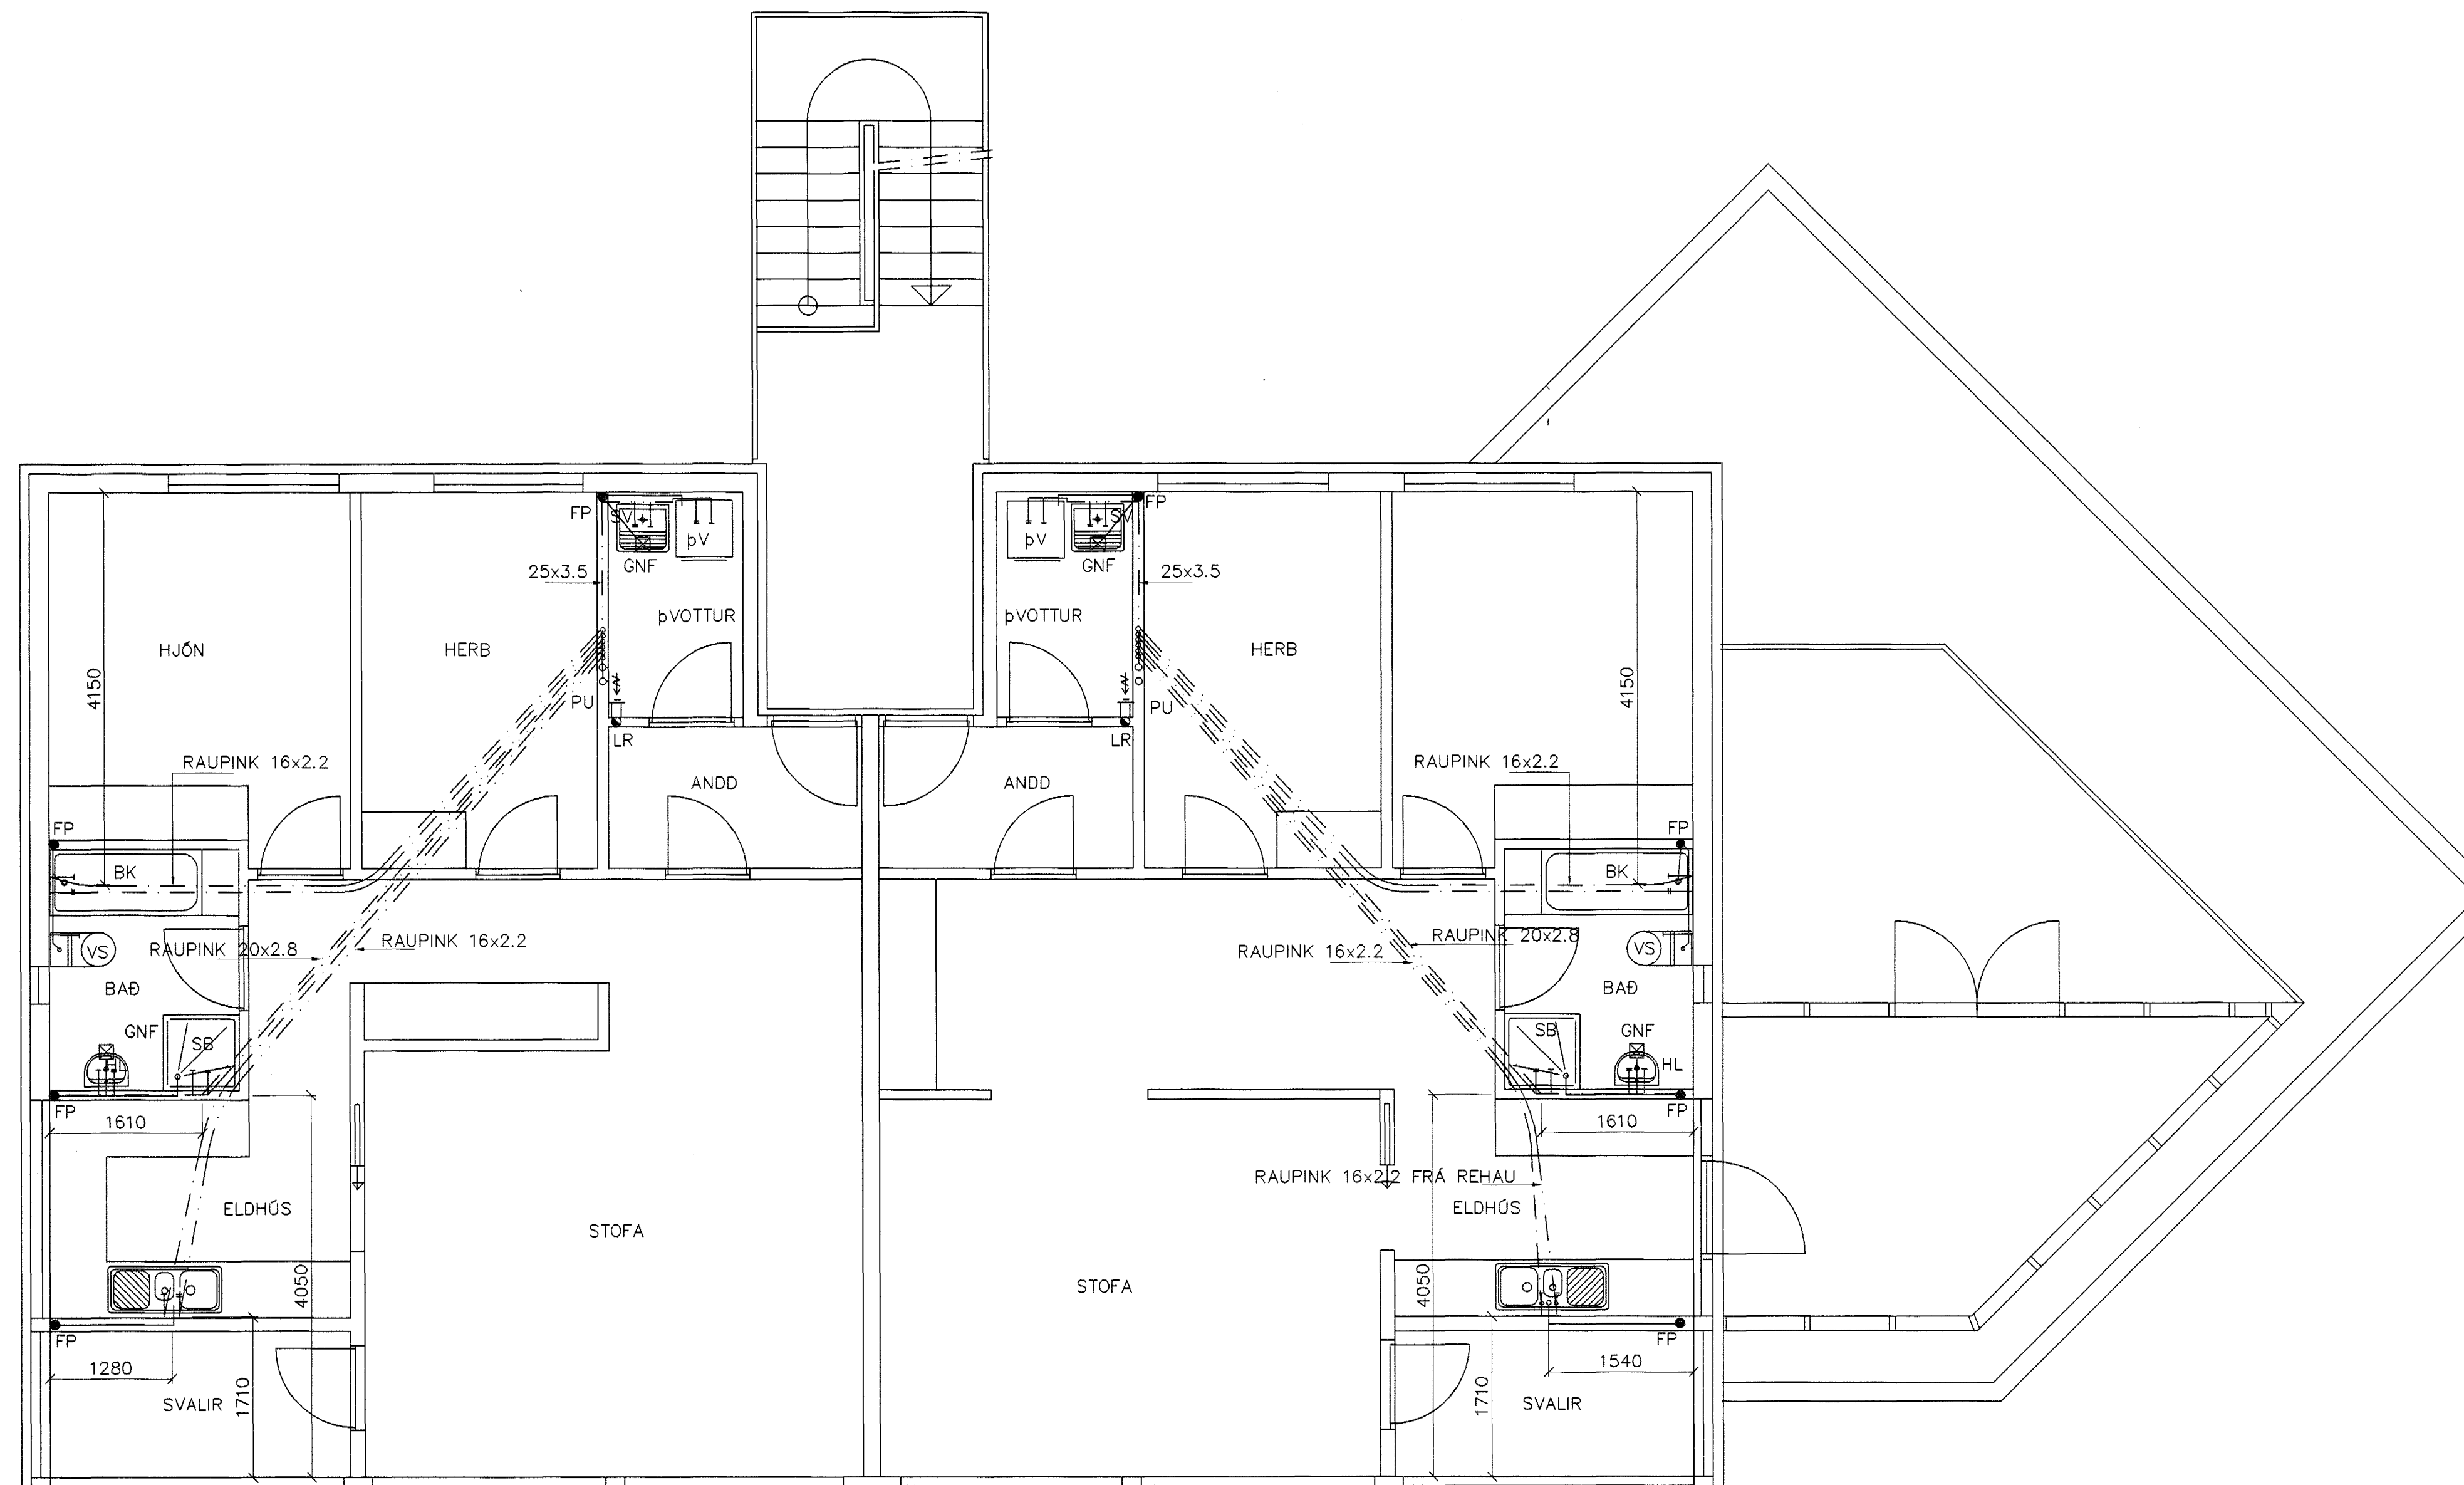 FP
SV
ÞV
GNF
25x3.5
ÞVOTTUR
HJÓN
HERB
4150
PU
LR
RAUPINK 16x2.2
ANDD
FP
BK
VS
RAUPINK 20x2.8
RAUPINK 16x2.2
BAÐ
GNF
SB
FP
1610
ELDHÚS
STOFA
4050
FP
1280
SVALIR
1710
FP
SV
ÞV
GNF
25x3.5
ÞVOTTUR
HERB
4150
PU
LR
RAUPINK 16x2.2
ANDD
FP
BK
RAUPINK 20x2.8
RAUPINK 16x2.2
VS
BAÐ
SB
GNF
HL
FP
1610
RAUPINK 16x2.2 FRÁ REHAU
ELDHÚS
STOFA
4050
FP
1540
SVALIR
1710